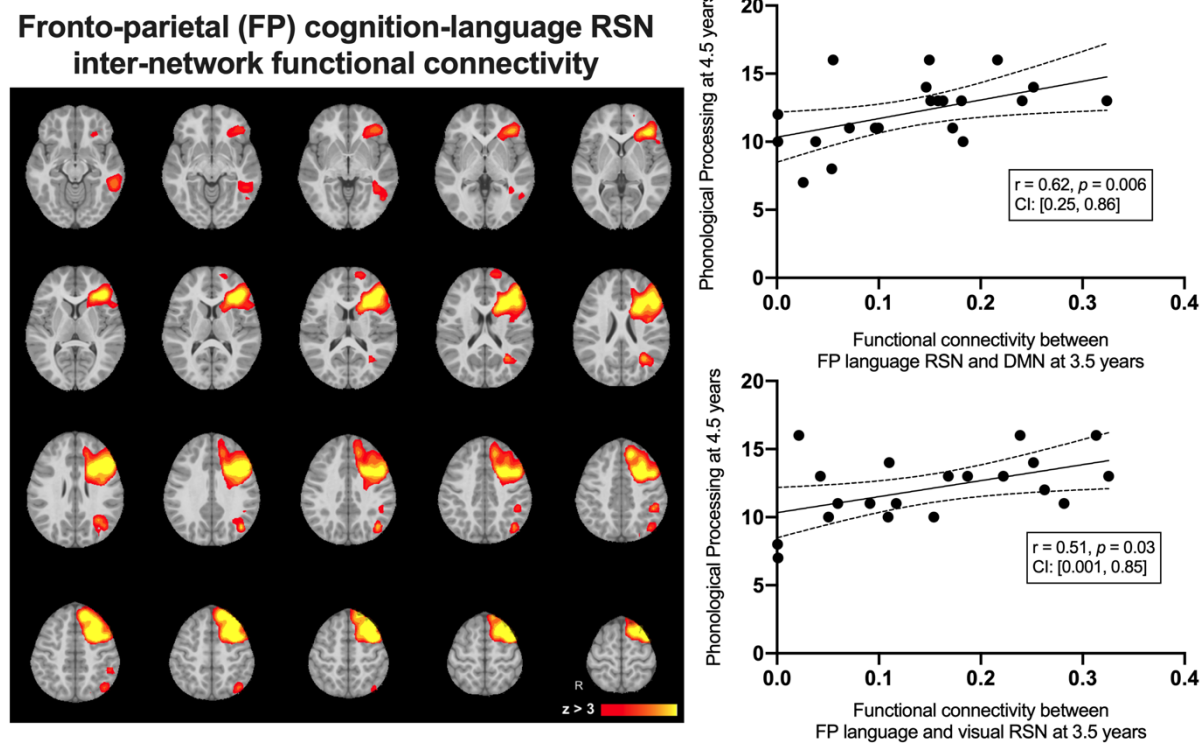 Fronto-parietal (FP) cognition-language RSN
inter-network functional connectivity
R
z > 3
20
15
10
5
0
Phonological Processing at 4.5 years
r = 0.62, p = 0.006
CI: [0.25, 0.86]
0.0 0.1 0.2 0.3 0.4
Functional connectivity between
FP language RSN and DMN at 3.5 years
20
15
10
5
0
Phonological Processing at 4.5 years
r = 0.51, p = 0.03
CI: [0.001, 0.85]
0.0 0.1 0.2 0.3 0.4
Functional connectivity between
FP language and visual RSN at 3.5 years